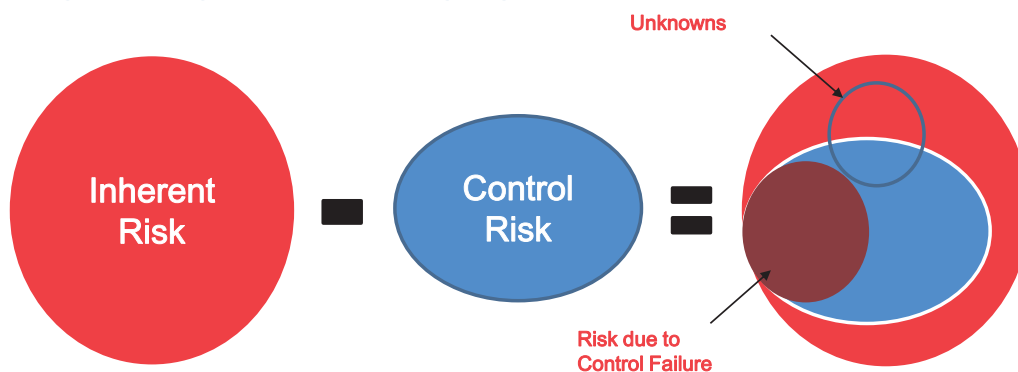 Unknowns
Inherent
Risk
Control
Risk
Risk due to
Control Failure